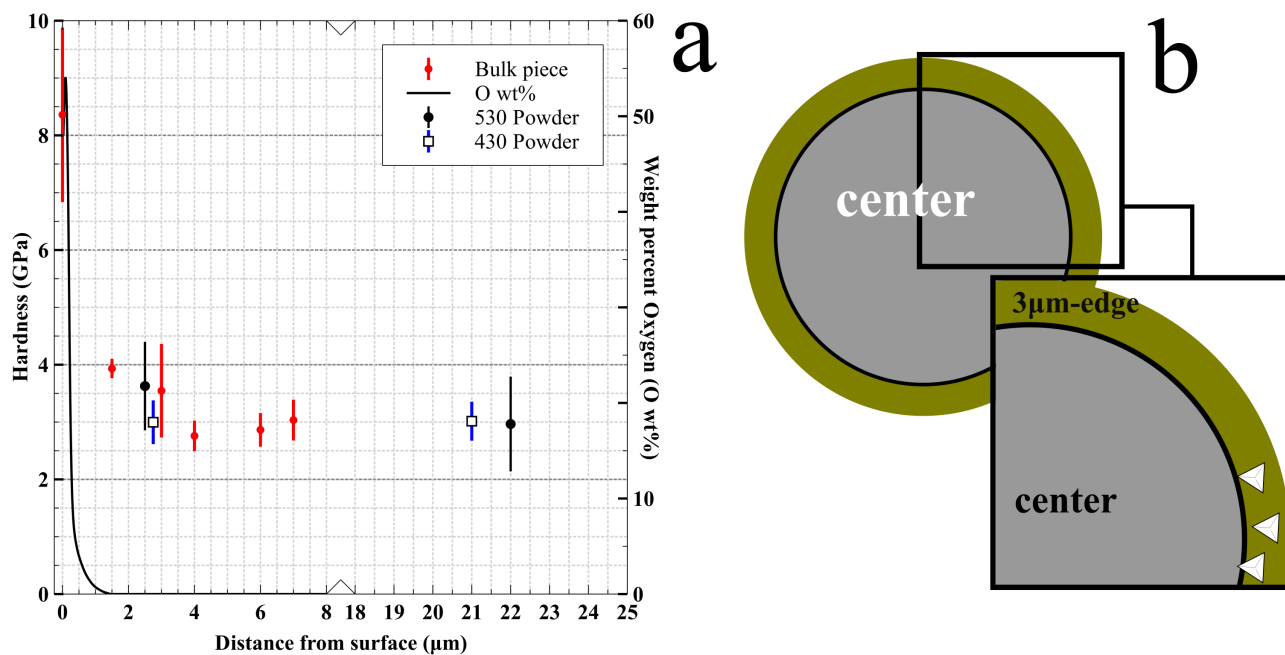 a
b
10
8
6
4
2
0
Hardness (GPa)
0 2 4 6 8 18 19 20 21 22 23 24 25
Distance from surface (μm)
60
50
40
30
20
10
0
Weight percent Oxygen (O wt%)
Bulk piece
O wt%
530 Powder
430 Powder
center
3μm-edge
center